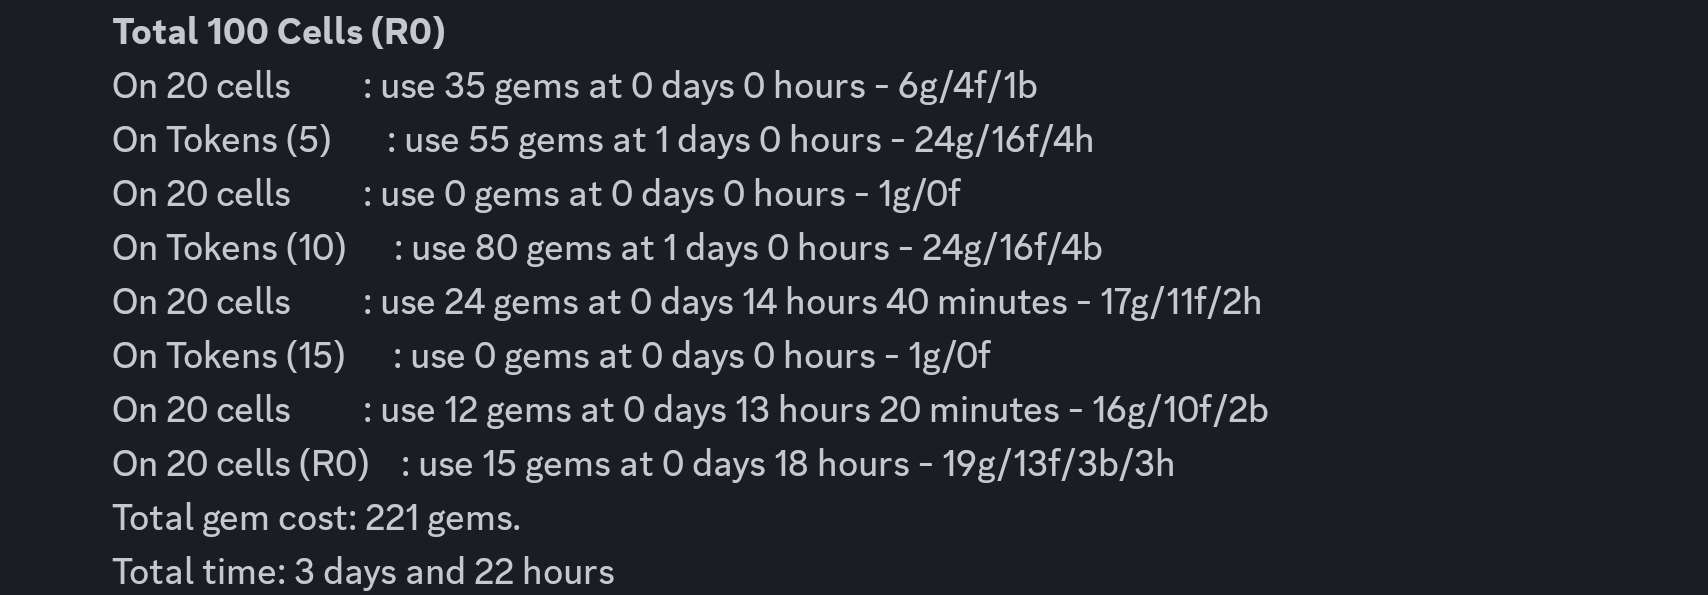 Total 100 Cells (R0)
On 20 cells : use 35 gems at 0 days 0 hours - 6g/4f/1b
On Tokens (5) : use 55 gems at 1 days 0 hours - 24g/16f/4h
On 20 cells : use 0 gems at 0 days 0 hours - 1g/0f
On Tokens (10) : use 80 gems at 1 days 0 hours - 24g/16f/4b
On 20 cells : use 24 gems at 0 days 14 hours 40 minutes - 17g/11f/2h
On Tokens (15) : use 0 gems at 0 days 0 hours - 1g/0f
On 20 cells : use 12 gems at 0 days 13 hours 20 minutes - 16g/10f/2b
On 20 cells (R0) : use 15 gems at 0 days 18 hours - 19g/13f/3b/3h
Total gem cost: 221 gems.
Total time: 3 days and 22 hours